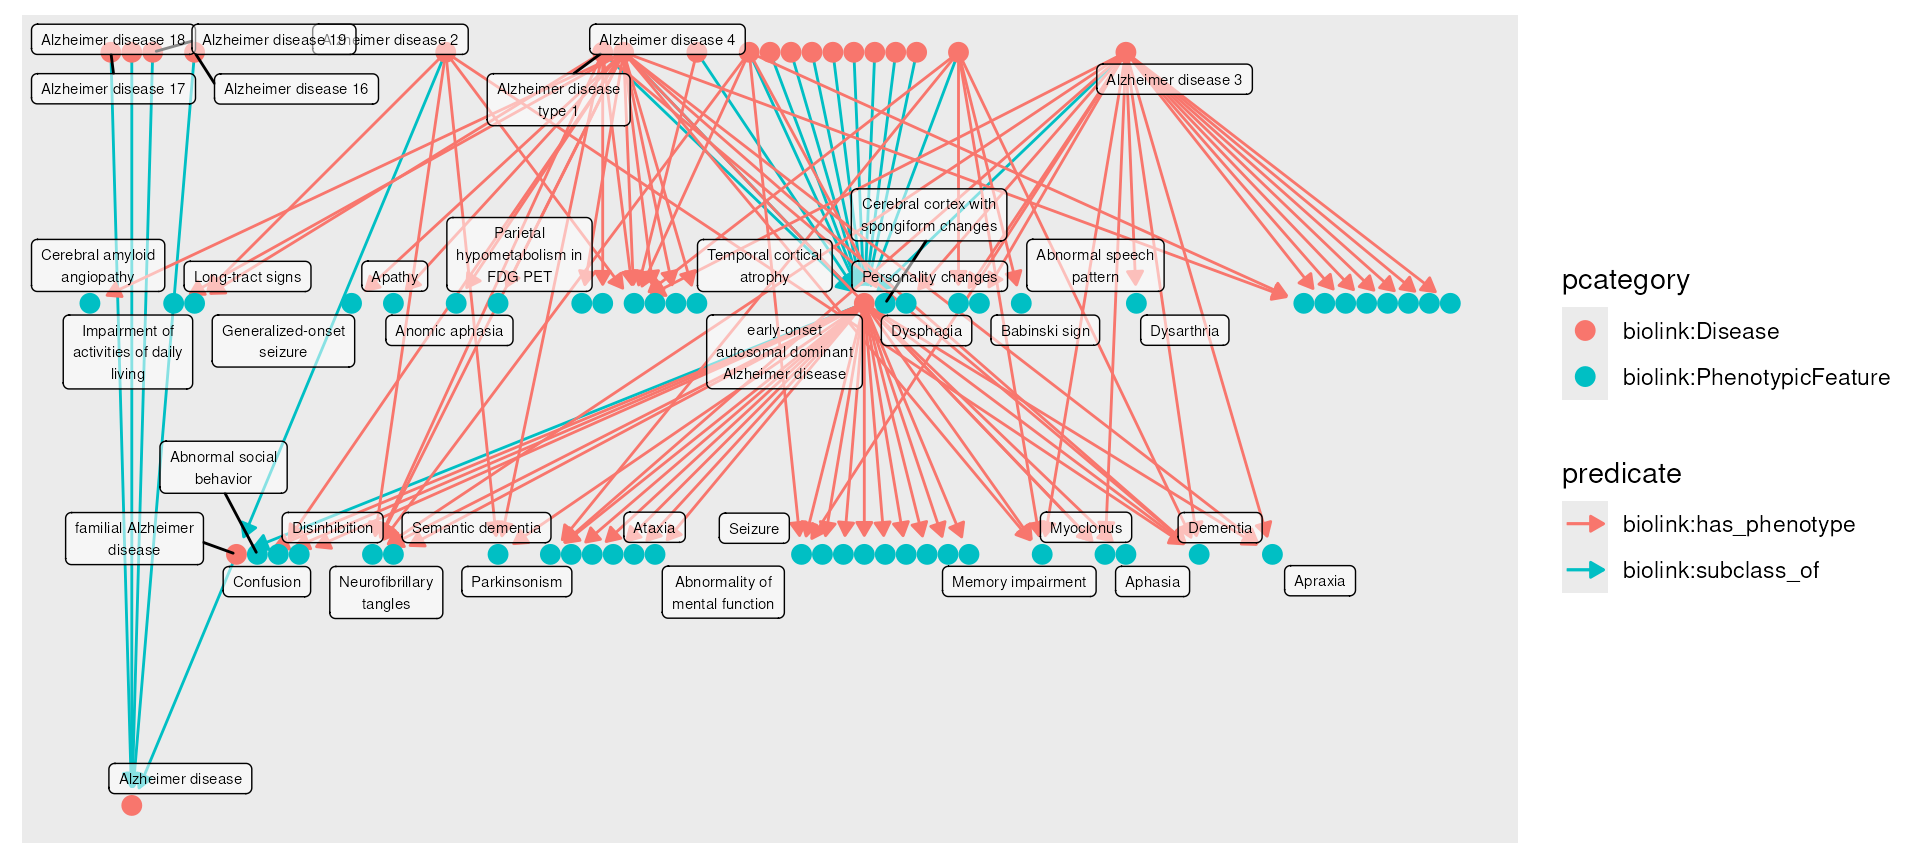 Alzheimer disease 18
Alzheimer disease 19
Alzheimer disease 2
Alzheimer disease 4
Alzheimer disease 17
Alzheimer disease 16
Alzheimer disease
type 1
Alzheimer disease 3
Cerebral cortex with
spongiform changes
Parietal
hypometabolism in
FDG PET
Cerebral amyloid
angiopathy
Long-tract signs
Apathy
Temporal cortical
atrophy
Personality changes
Abnormal speech
pattern
Impairment of
activities of daily
living
Generalized-onset
seizure
Anomic aphasia
early-onset
autosomal dominant
Alzheimer disease
Dysphagia
Babinski sign
Dysarthria
Abnormal social
behavior
familial Alzheimer
disease
Disinhibition
Semantic dementia
Ataxia
Seizure
Myoclonus
Dementia
Confusion
Neurofibrillary
tangles
Parkinsonism
Abnormality of
mental function
Memory impairment
Aphasia
Apraxia
Alzheimer disease
pcategory
biolink:Disease
biolink:PhenotypicFeature
predicate
biolink:has_phenotype
biolink:subclass_of